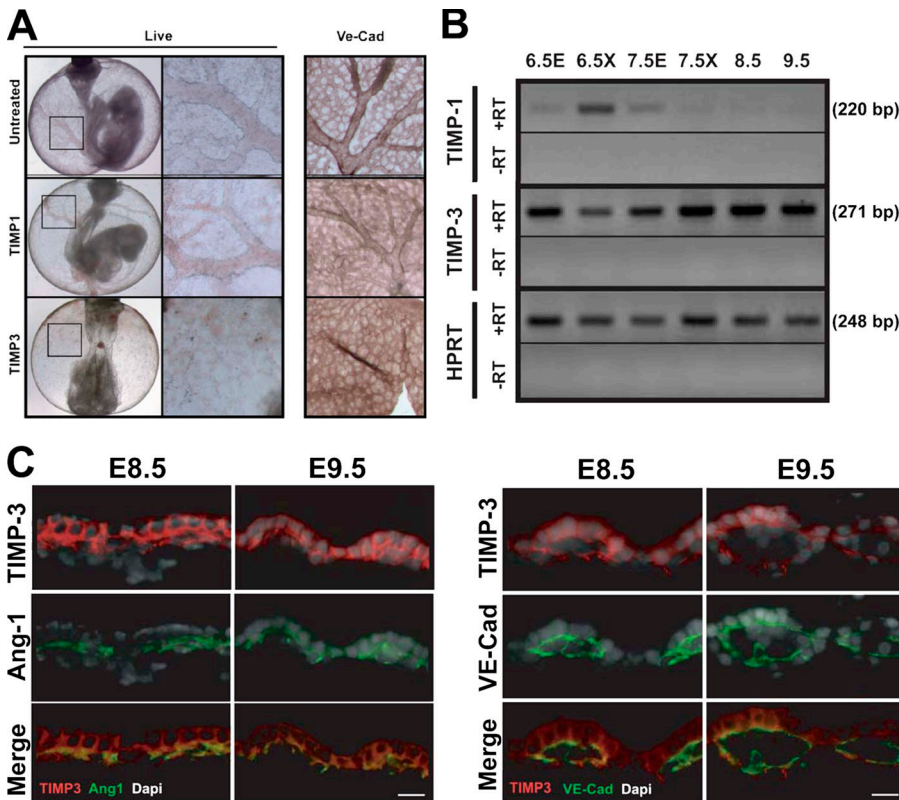 A
Live
Ve-Cad
Untreated
TIMP1
TIMP3
B
6.5E 6.5X 7.5E 7.5X 8.5 9.5
TIMP-1
+RT
(220 bp)
-RT
TIMP-3
+RT
(271 bp)
-RT
HPRT
+RT
(248 bp)
-RT
C
E8.5 E9.5
TIMP-3
Ang-1
Merge
TIMP3 Ang1 Dapi
E8.5 E9.5
TIMP-3
VE-Cad
Merge
TIMP3 VE-Cad Dapi